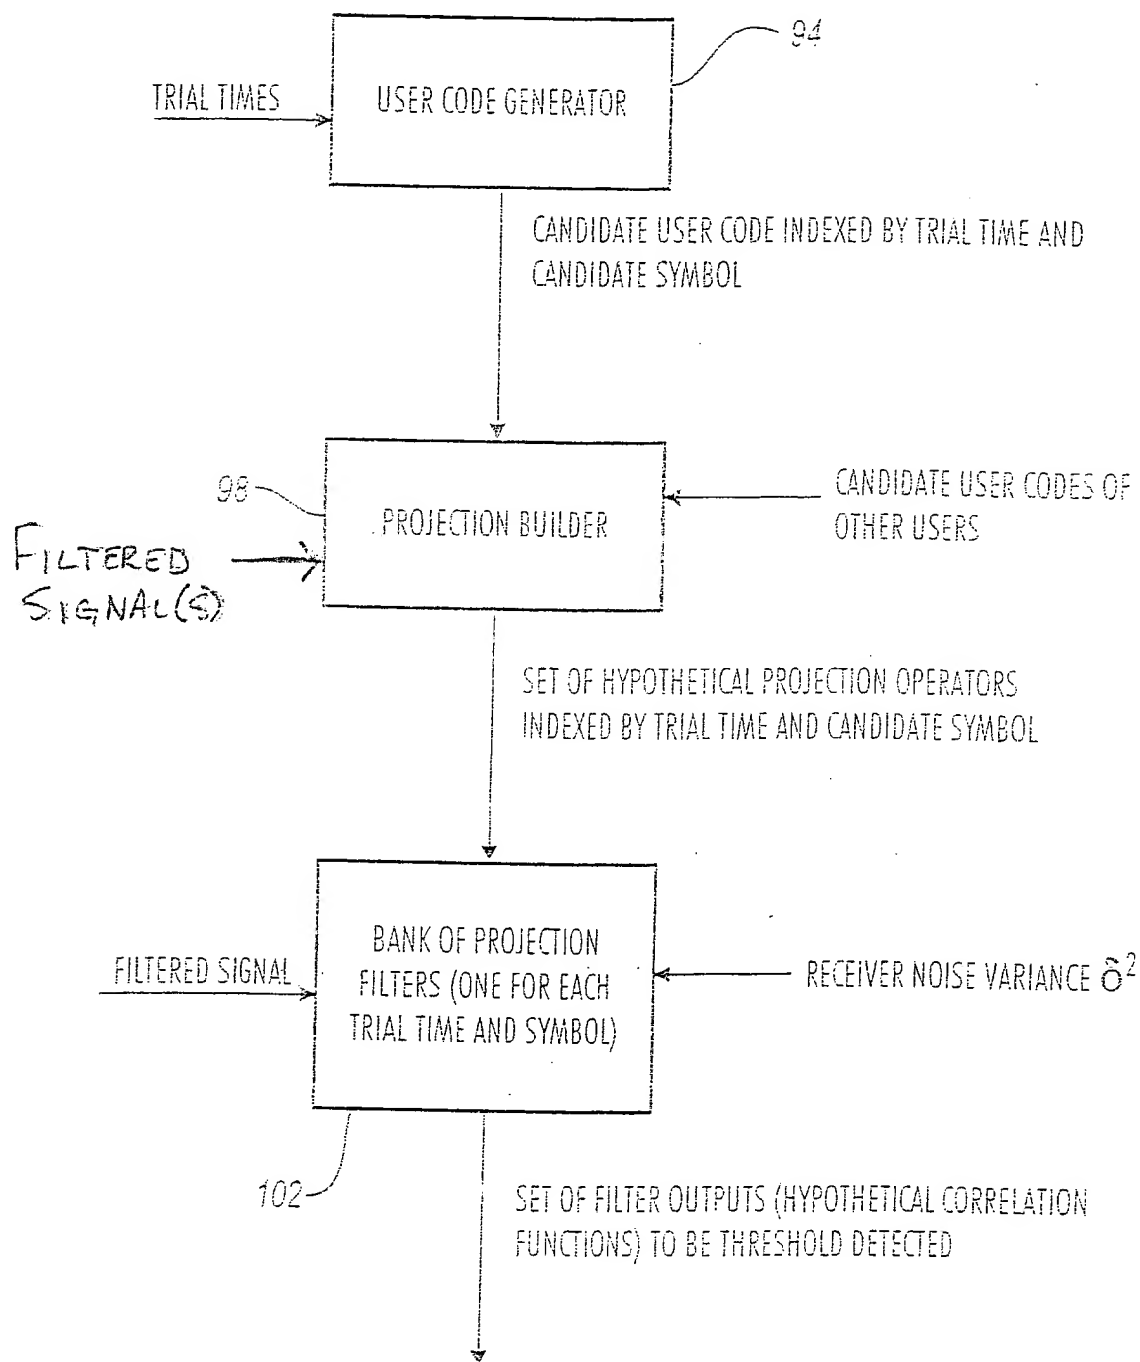 94
TRIAL TIMES
USER CODE GENERATOR
CANDIDATE USER CODE INDEXED BY TRIAL TIME AND
CANDIDATE SYMBOL
98
PROJECTION BUILDER
CANDIDATE USER CODES OF
OTHER USERS
FILTERED
SIGNAL(S)
SET OF HYPOTHETICAL PROJECTION OPERATORS
INDEXED BY TRIAL TIME AND CANDIDATE SYMBOL
FILTERED SIGNAL
BANK OF PROJECTION
FILTERS (ONE FOR EACH
TRIAL TIME AND SYMBOL)
RECEIVER NOISE VARIANCE δ̂²
102
SET OF FILTER OUTPUTS (HYPOTHETICAL CORRELATION
FUNCTIONS) TO BE THRESHOLD DETECTED